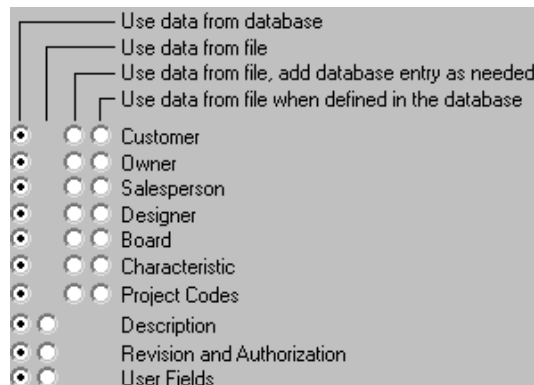 Use data from database
Use data from file
Use data from file, add database entry as needed
Use data from file when defined in the database
Customer
Owner
Salesperson
Designer
Board
Characteristic
Project Codes
Description
Revision and Authorization
User Fields